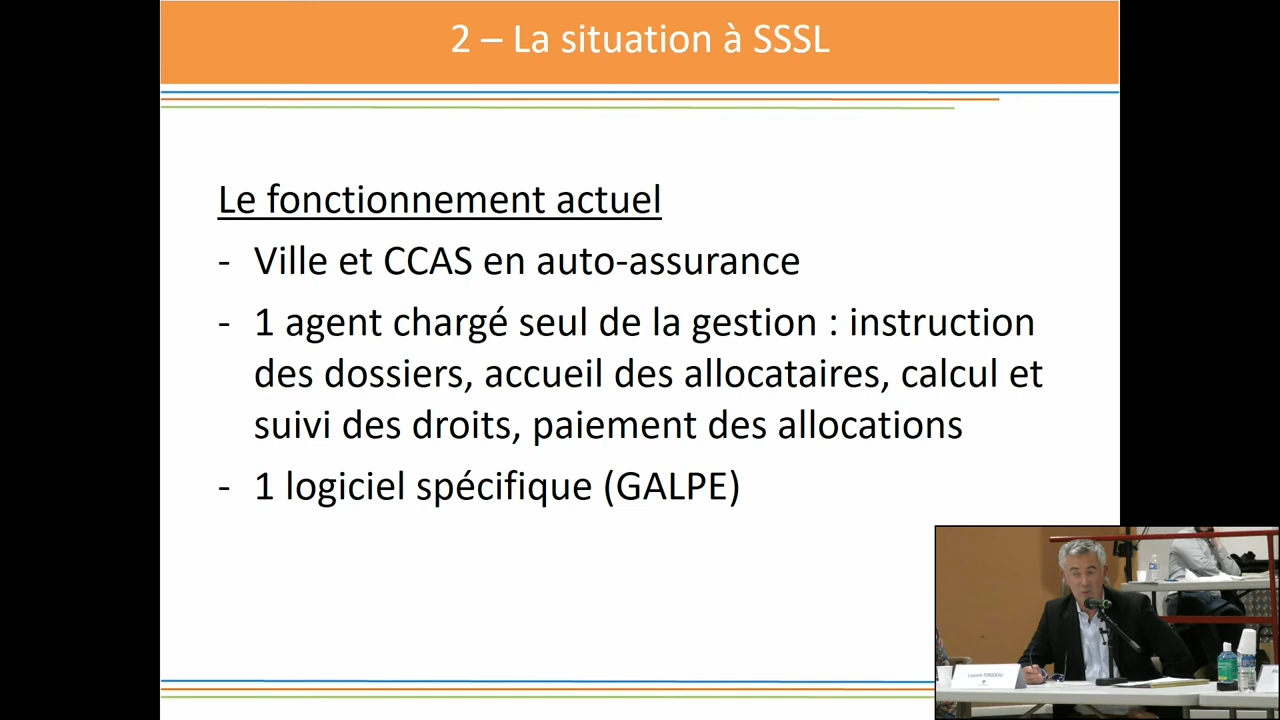 2 – La situation à SSSL
Le fonctionnement actuel
- Ville et CCAS en auto-assurance
- 1 agent chargé seul de la gestion : instruction
des dossiers, accueil des allocataires, calcul et
suivi des droits, paiement des allocations
- 1 logiciel spécifique (GALPE)
Laurent